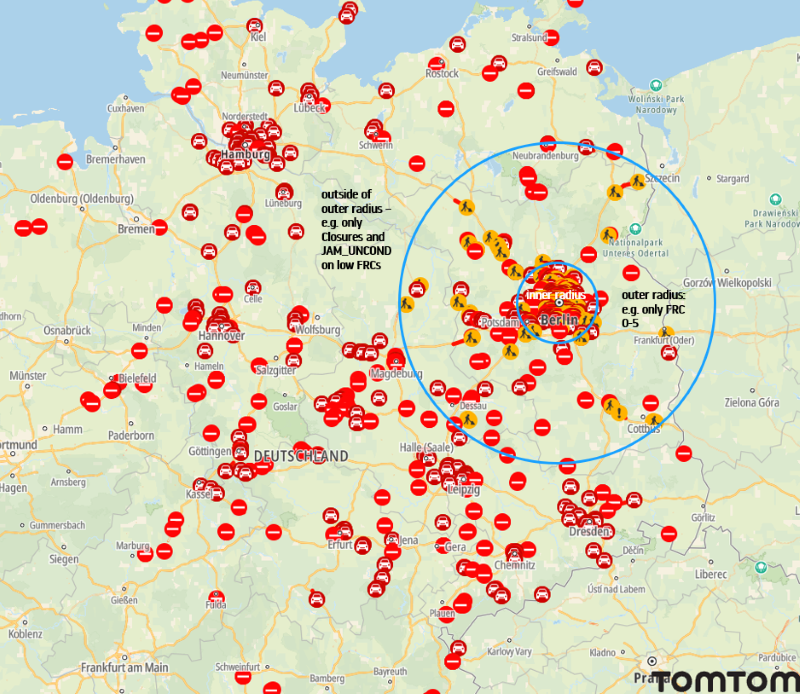 Kiel
Stralsund
Rostock
Greifswald
Neumünster
Cuxhaven
Lübeck
Woliński Park
Narodowy
Norderstedt
Hamburg
Schwerin
Bremerhaven
Neubrandenburg
Szczecin
Stargard
Oldenburg (Oldenburg)
Lüneburg
outside of
outer radius –
e.g. only
Closures and
JAM_UNCOND
on low FRCs
Drawieński
Park Narodowy
Bremen
Nationalpark
Unteres Odertal
Gorzów Wielkopolski
Celle
inner radius
outer radius:
e.g. only FRC
0-5
Berlin
Potsdam
Osnabrück
Minden
Hannover
Wolfsburg
Frankfurt (Oder)
Hameln
Salzgitter
Magdeburg
Münster
Bielefeld
Zielona Góra
Goslar
Dessau
Cottbus
Hamm
Paderborn
Dortmund
Göttingen
DEUTSCHLAND
Halle (Saale)
Hagen
Arnsberg
Kassel
Leipzig
Görlitz
Gummersbach
Dresden
Marburg
Erfurt
Jena
Gera
Chemnitz
Děčín
Siegen
Liberec
Ústí nad Labem
Gießen
Fulda
Plauen
Koblenz
Karlovy Vary
Kladno
Frankfurt am Main
Schweinfurt
Bamberg
Bayreuth
Pardubice
Praha
TOMTOM